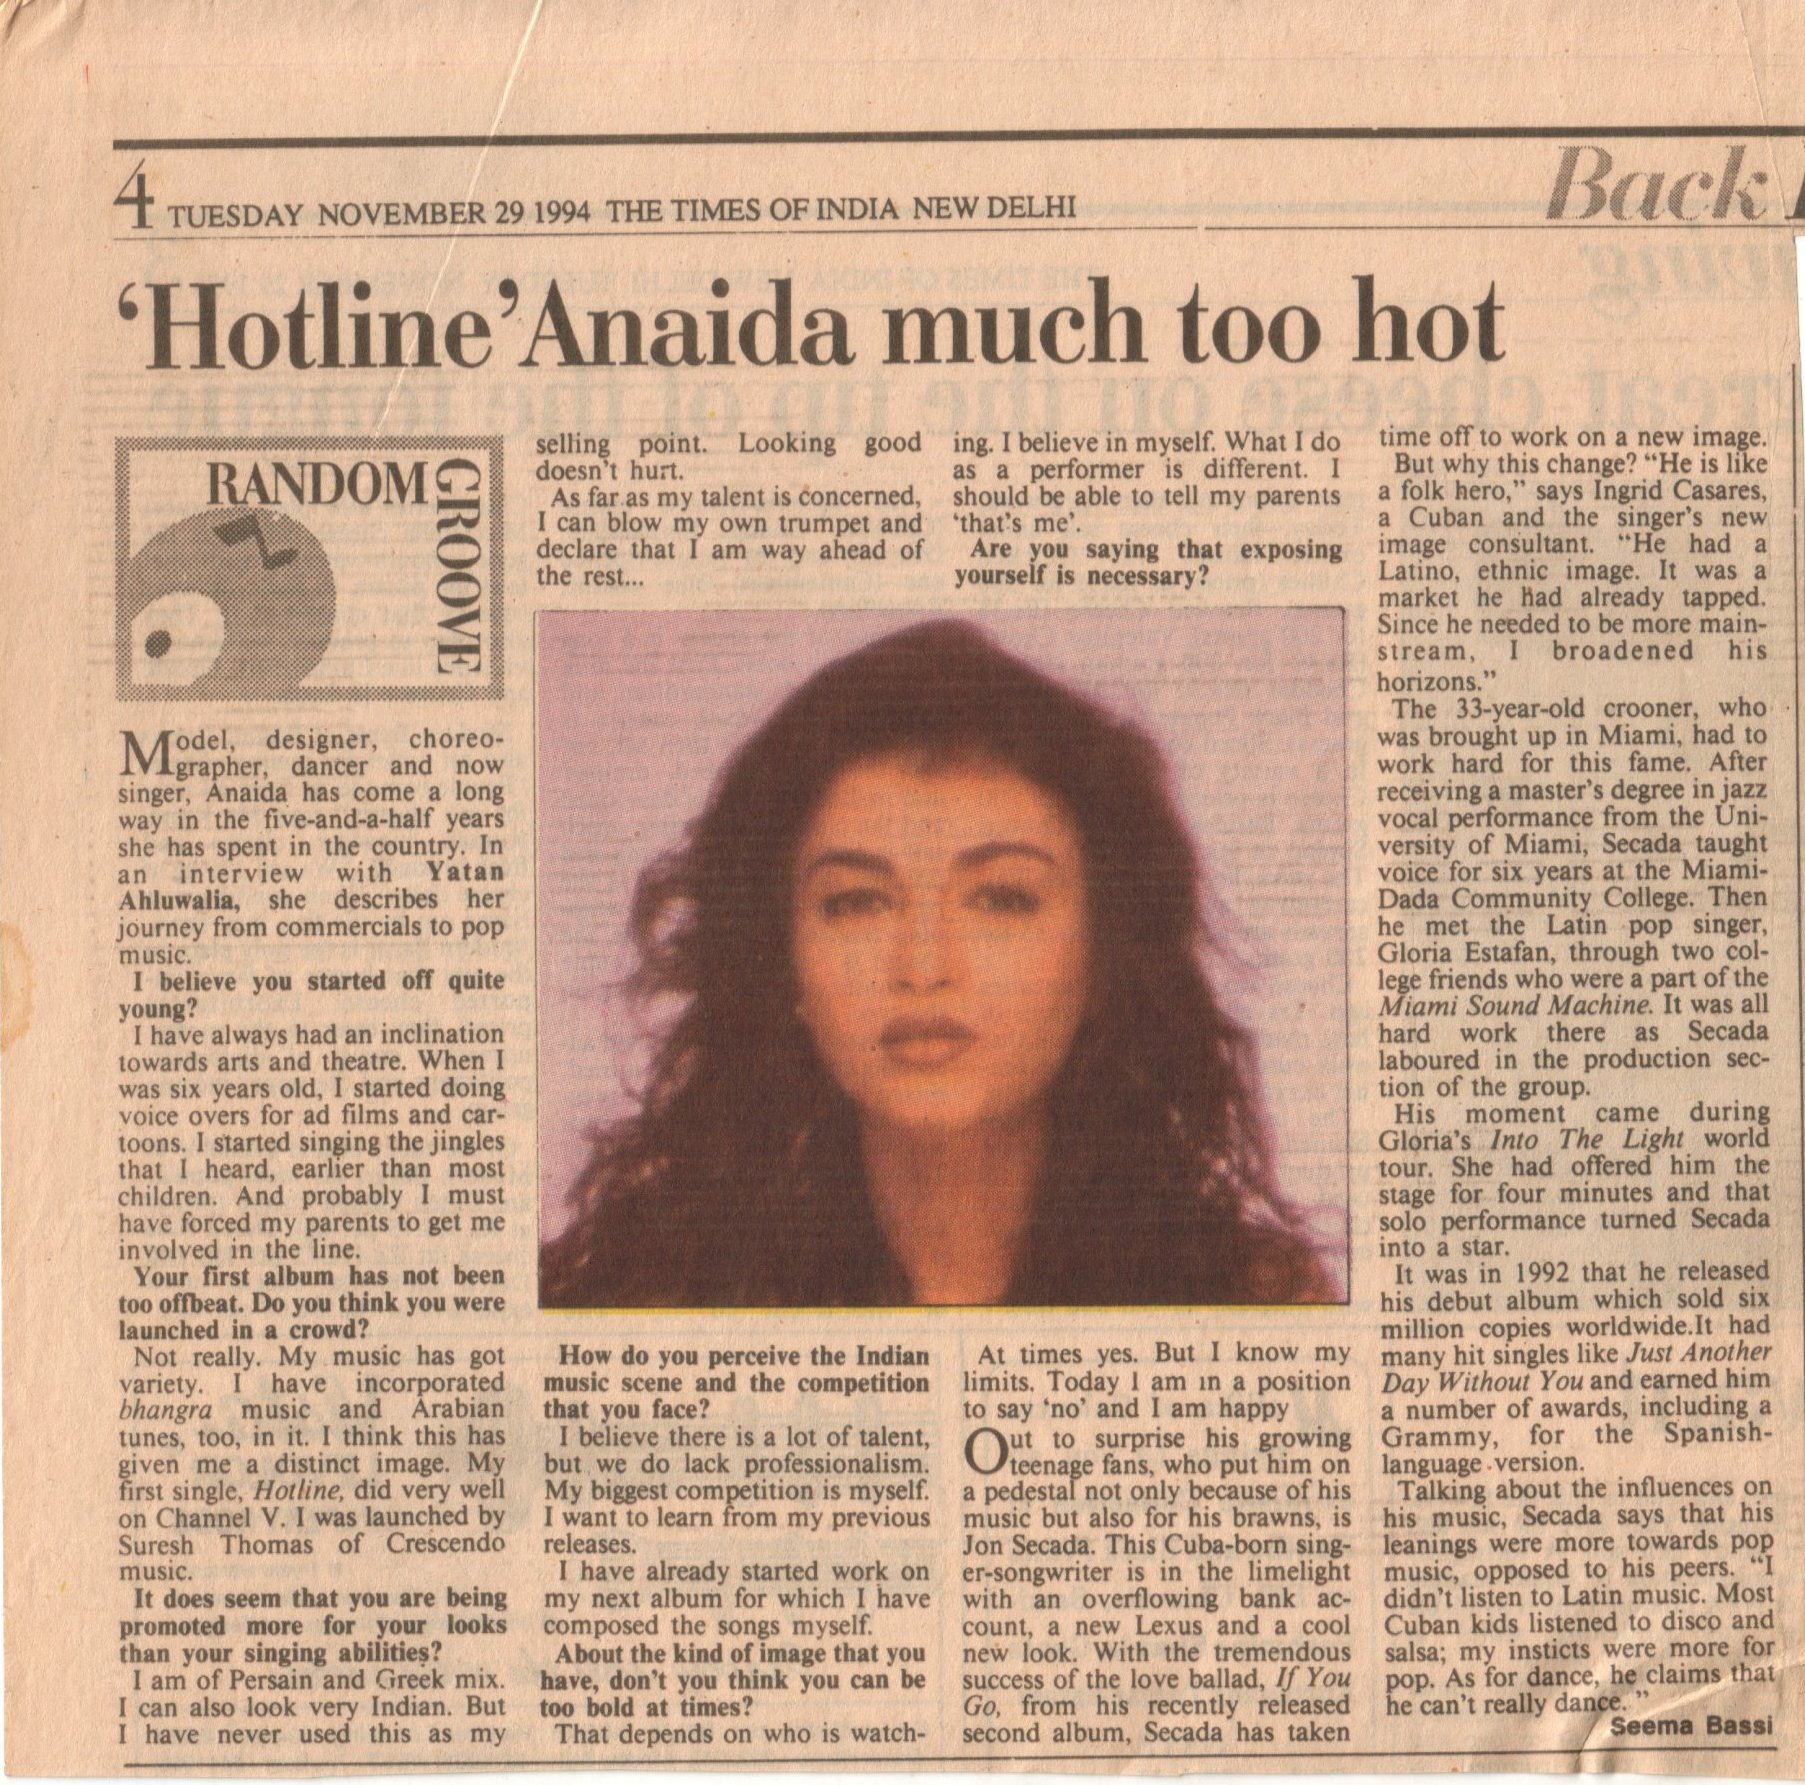 4 TUESDAY NOVEMBER 29 1994 THE TIMES OF INDIA NEW DELHI
Back
‘Hotline’ Anaida much too hot
RANDOM
GROOVE
Model, designer, choreo-
grapher, dancer and now
singer, Anaida has come a long
way in the five-and-a-half years
she has spent in the country. In
an interview with Yatan
Ahluwalia, she describes her
journey from commercials to pop
music.
I believe you started off quite
young?
I have always had an inclination
towards arts and theatre. When I
was six years old, I started doing
voice overs for ad films and car-
toons. I started singing the jingles
that I heard, earlier than most
children. And probably I must
have forced my parents to get me
involved in the line.
Your first album has not been
too offbeat. Do you think you were
launched in a crowd?
Not really. My music has got
variety. I have incorporated
bhangra music and Arabian
tunes, too, in it. I think this has
given me a distinct image. My
first single, Hotline, did very well
on Channel V. I was launched by
Suresh Thomas of Crescendo
music.
It does seem that you are being
promoted more for your looks
than your singing abilities?
I am of Persain and Greek mix.
I can also look very Indian. But
I have never used this as my
selling point. Looking good
doesn't hurt.
As far as my talent is concerned,
I can blow my own trumpet and
declare that I am way ahead of
the rest...
How do you perceive the Indian
music scene and the competition
that you face?
I believe there is a lot of talent,
but we do lack professionalism.
My biggest competition is myself.
I want to learn from my previous
releases.
I have already started work on
my next album for which I have
composed the songs myself.
About the kind of image that you
have, don't you think you can be
too bold at times?
That depends on who is watch-
ing. I believe in myself. What I do
as a performer is different. I
should be able to tell my parents
‘that's me’.
Are you saying that exposing
yourself is necessary?
At times yes. But I know my
limits. Today I am in a position
to say ‘no’ and I am happy
Out to surprise his growing
teenage fans, who put him on
a pedestal not only because of his
music but also for his brawns, is
Jon Secada. This Cuba-born sing-
er-songwriter is in the limelight
with an overflowing bank ac-
count, a new Lexus and a cool
new look. With the tremendous
success of the love ballad, If You
Go, from his recently released
second album, Secada has taken
time off to work on a new image.
But why this change? “He is like
a folk hero,” says Ingrid Casares,
a Cuban and the singer's new
image consultant. “He had a
Latino, ethnic image. It was a
market he had already tapped.
Since he needed to be more main-
stream, I broadened his
horizons.”
The 33-year-old crooner, who
was brought up in Miami, had to
work hard for this fame. After
receiving a master's degree in jazz
vocal performance from the Uni-
versity of Miami, Secada taught
voice for six years at the Miami-
Dada Community College. Then
he met the Latin pop singer,
Gloria Estafan, through two col-
lege friends who were a part of the
Miami Sound Machine. It was all
hard work there as Secada
laboured in the production sec-
tion of the group.
His moment came during
Gloria's Into The Light world
tour. She had offered him the
stage for four minutes and that
solo performance turned Secada
into a star.
It was in 1992 that he released
his debut album which sold six
million copies worldwide.It had
many hit singles like Just Another
Day Without You and earned him
a number of awards, including a
Grammy, for the Spanish-
language version.
Talking about the influences on
his music, Secada says that his
leanings were more towards pop
music, opposed to his peers. “I
didn't listen to Latin music. Most
Cuban kids listened to disco and
salsa; my insticts were more for
pop. As for dance, he claims that
he can't really dance.”
Seema Bassi